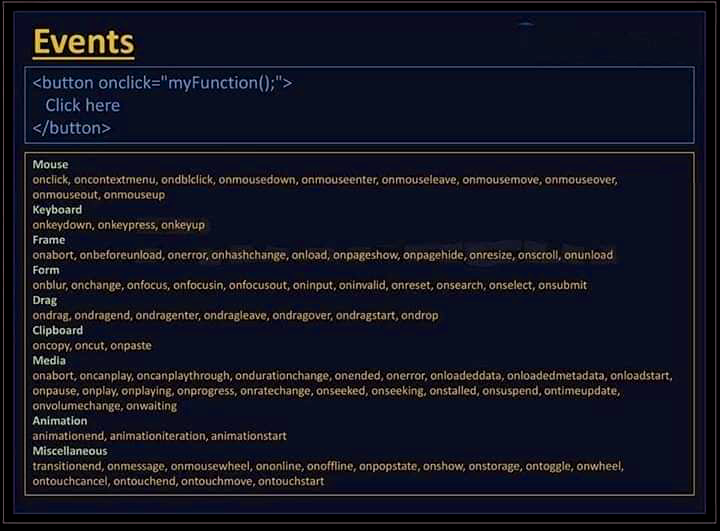 Events
<button onclick="myFunction();">
Click here
</button>
Mouse
onclick, oncontextmenu, ondblclick, onmousedown, onmouseenter, onmouseleave, onmousemove, onmouseover,
onmouseout, onmouseup
Keyboard
onkeydown, onkeypress, onkeyup
Frame
onabort, onbeforeunload, onerror, onhashchange, onload, onpageshow, onpagehide, onresize, onscroll, onunload
Form
onblur, onchange, onfocus, onfocusin, onfocusout, oninput, oninvalid, onreset, onsearch, onselect, onsubmit
Drag
ondrag, ondragend, ondragenter, ondragleave, ondragover, ondragstart, ondrop
Clipboard
oncopy, oncut, onpaste
Media
onabort, oncanplay, oncanplaythrough, ondurationchange, onended, onerror, onloadeddata, onloadedmetadata, onloadstart,
onpause, onplay, onplaying, onprogress, onratechange, onseeked, onseeking, onstalled, onsuspend, ontimeupdate,
onvolumechange, onwaiting
Animation
animationend, animationiteration, animationstart
Miscellaneous
transitionend, onmessage, onmousewheel, ononline, onoffline, onpopstate, onshow, onstorage, ontoggle, onwheel,
ontouchcancel, ontouchend, ontouchmove, ontouchstart